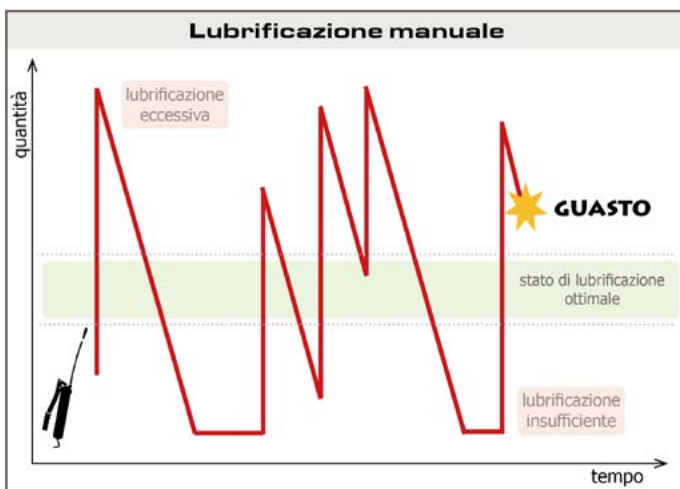 Lubrificazione manuale
quantità
lubrificazione
eccessiva
GUASTO
stato di lubrificazione
ottimale
lubrificazione
insufficiente
tempo